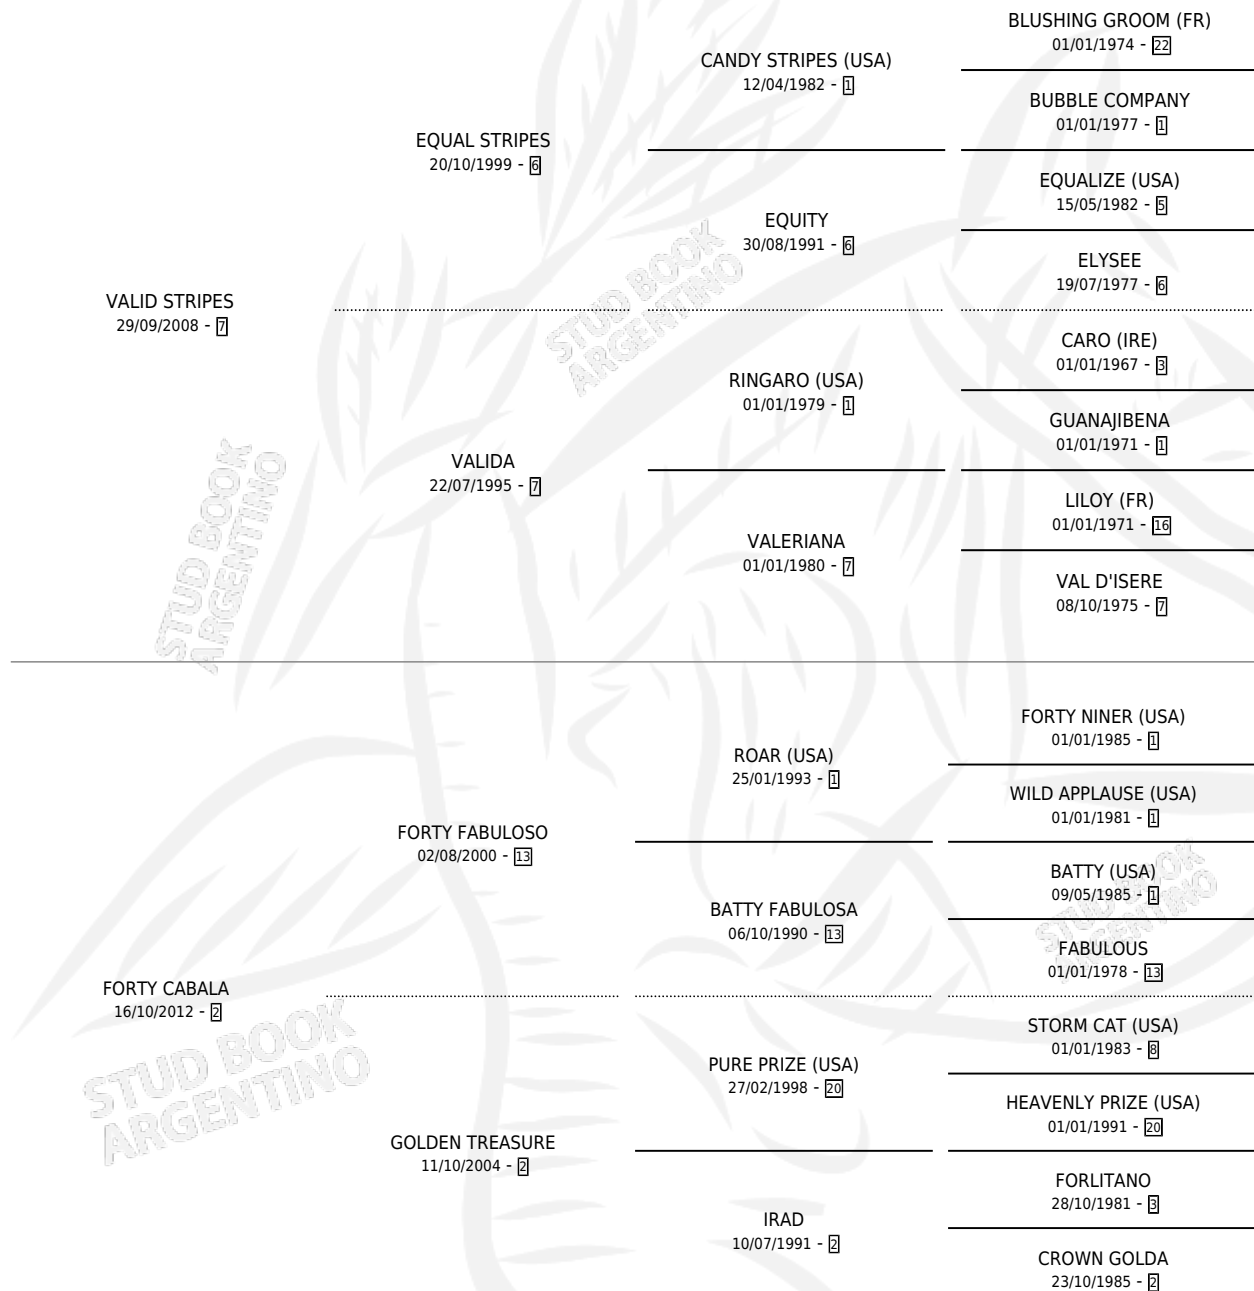 BLUSHING GROOM (FR)
01/01/1974 - 22
CANDY STRIPES (USA)
12/04/1982 - 1
BUBBLE COMPANY
01/01/1977 - 1
EQUAL STRIPES
20/10/1999 - 6
EQUALIZE (USA)
15/05/1982 - 5
EQUITY
30/08/1991 - 6
ELYSEE
19/07/1977 - 6
VALID STRIPES
29/09/2008 - 7
CARO (IRE)
01/01/1967 - 3
RINGARO (USA)
01/01/1979 - 1
GUANAJIBENA
01/01/1971 - 1
VALIDA
22/07/1995 - 7
LILOY (FR)
01/01/1971 - 16
VALERIANA
01/01/1980 - 7
VAL D'ISERE
08/10/1975 - 7
FORTY NINER (USA)
01/01/1985 - 1
ROAR (USA)
25/01/1993 - 1
WILD APPLAUSE (USA)
01/01/1981 - 1
FORTY FABULOSO
02/08/2000 - 13
BATTY (USA)
09/05/1985 - 1
BATTY FABULOSA
06/10/1990 - 13
FABULOUS
01/01/1978 - 13
FORTY CABALA
16/10/2012 - 2
STORM CAT (USA)
01/01/1983 - 8
PURE PRIZE (USA)
27/02/1998 - 20
HEAVENLY PRIZE (USA)
01/01/1991 - 20
GOLDEN TREASURE
11/10/2004 - 2
FORLITANO
28/10/1981 - 3
IRAD
10/07/1991 - 2
CROWN GOLDA
23/10/1985 - 2
STUD BOOK
ARGENTINO
STUD BOOK
ARGENTINO
STUD BOOK
ARGENTINO
STUD BOOK
ARGENTINO